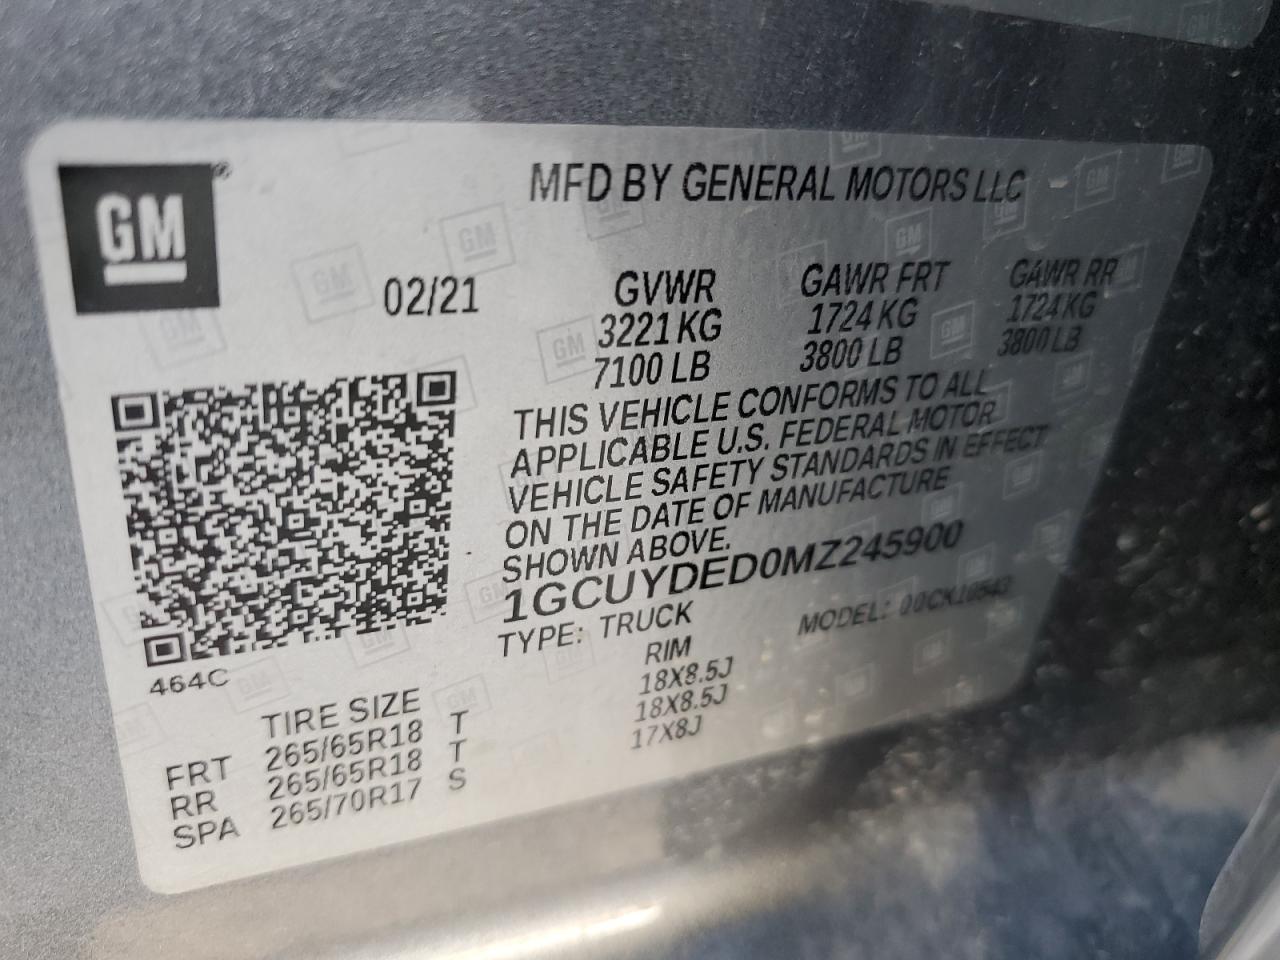 GM
MFD BY GENERAL MOTORS LLC
02/21
GVWR GAWR FRT GAWR RR
3221 KG 1724 KG 1724 KG
7100 LB 3800 LB 3800 LB
THIS VEHICLE CONFORMS TO ALL
APPLICABLE U.S. FEDERAL MOTOR
VEHICLE SAFETY STANDARDS IN EFFECT
ON THE DATE OF MANUFACTURE
SHOWN ABOVE.
1GCUYDED0MZ245900
TYPE: TRUCK MODEL: 00CK10543
464C
TIRE SIZE RIM
FRT 265/65R18 T 18X8.5J
RR 265/65R18 T 18X8.5J
SPA 265/70R17 S 17X8J